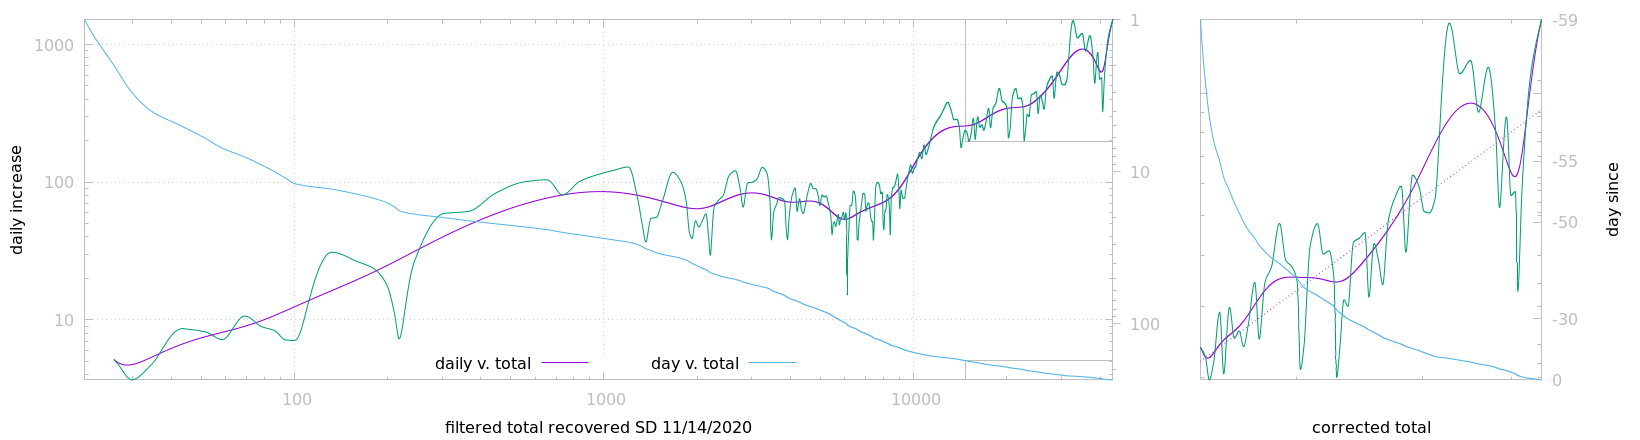 1000
100
10
daily increase
daily v. total
day v. total
100
1000
10000
filtered total recovered SD 11/14/2020
1
10
100
-59
-55
-50
-30
0
day since
corrected total